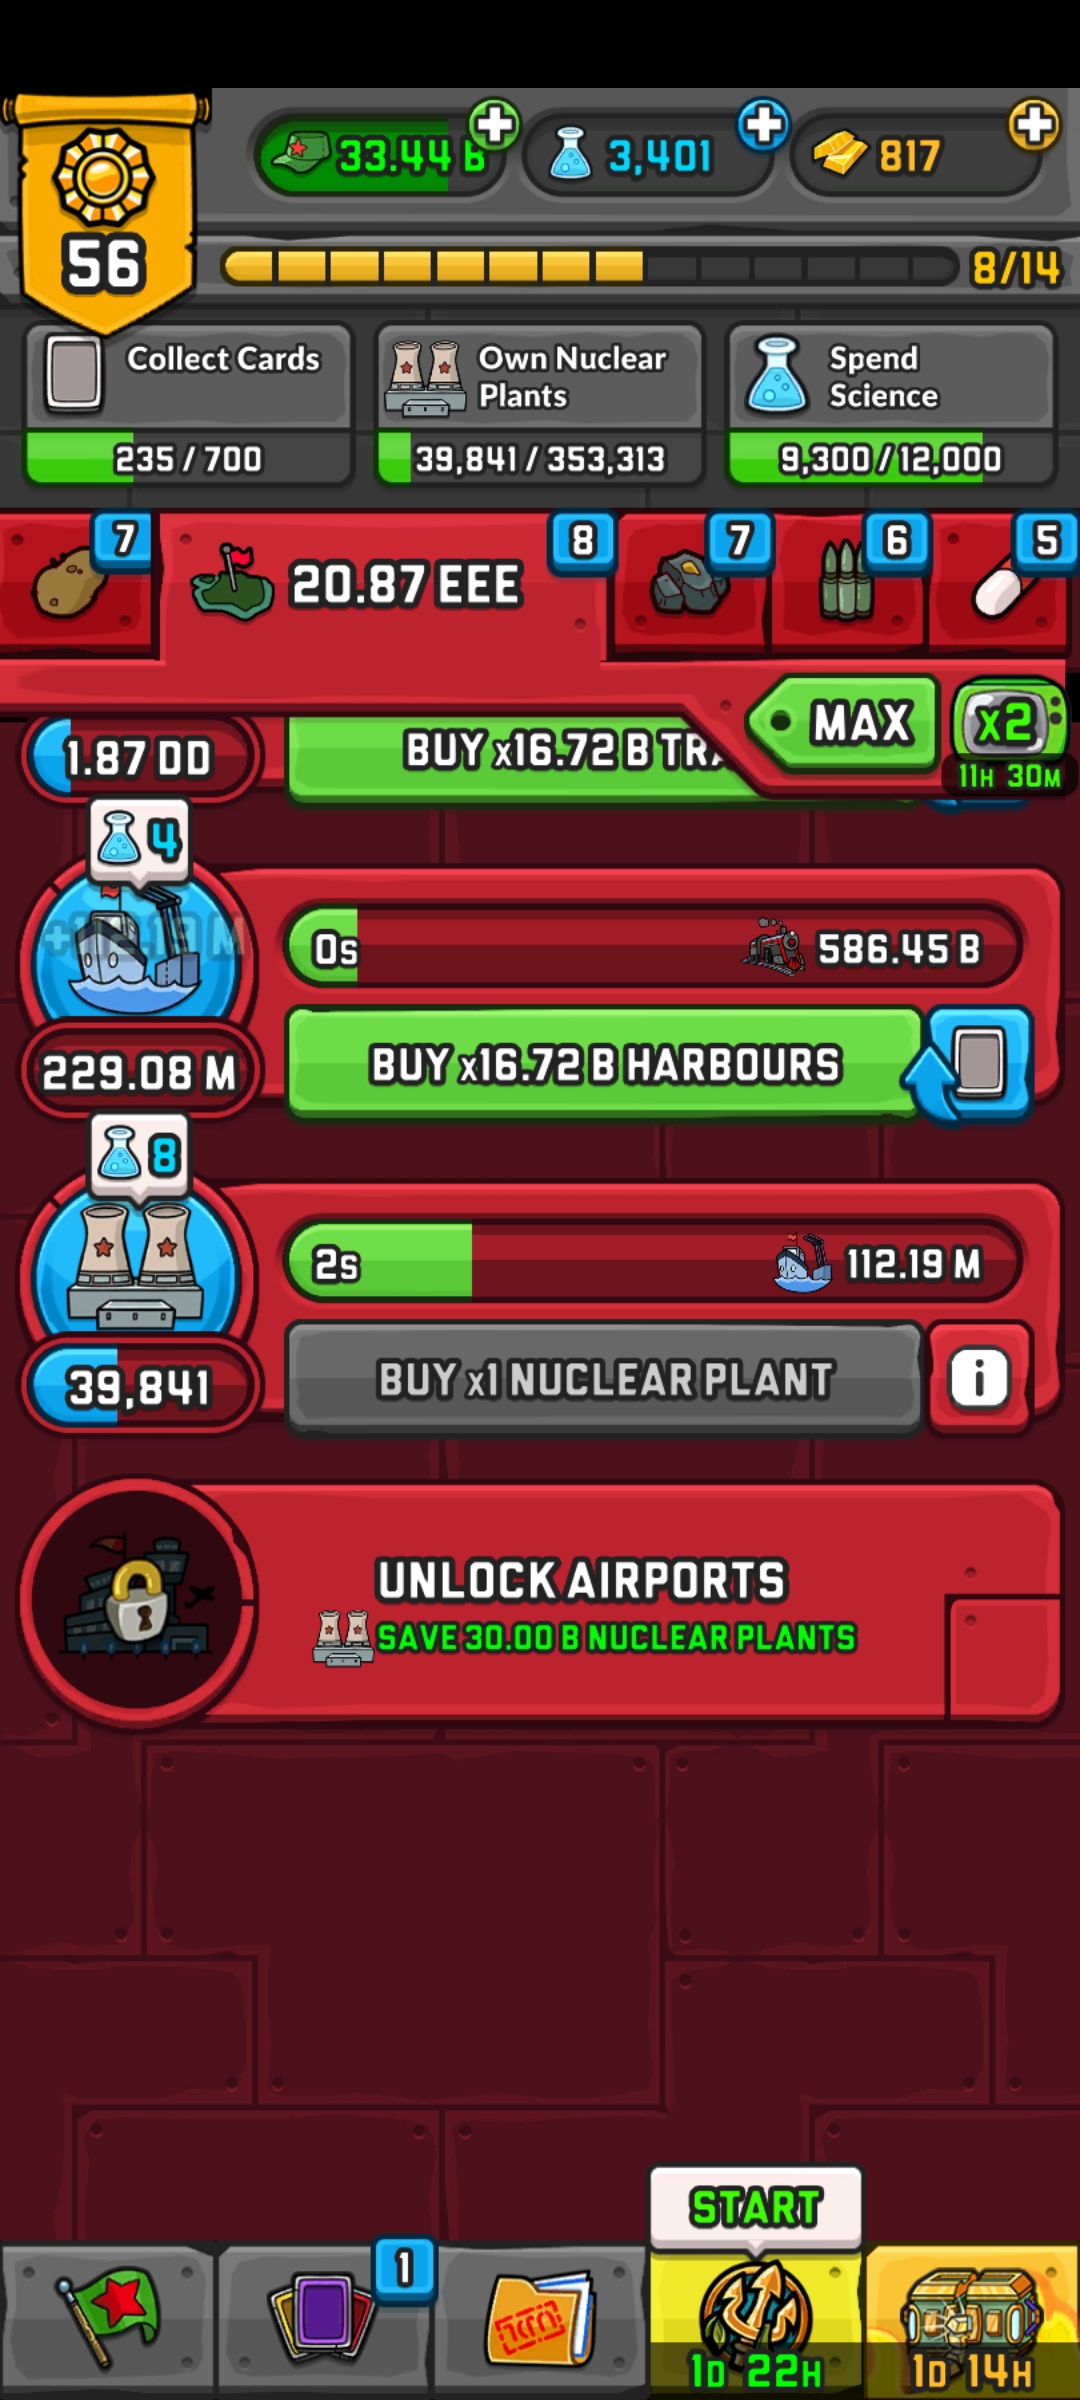 33.44 B
3,401
817
56
8/14
Collect Cards
235 / 700
Own Nuclear
Plants
39,841 / 353,313
Spend
Science
9,300 / 12,000
7
20.87 EEE
8
7
6
5
MAX
x2
11H 30M
1.87 DD
BUY x16.72 B TRA
4
+112.19 M
0s
586.45 B
229.08 M
BUY x16.72 B HARBOURS
8
2s
112.19 M
39,841
BUY x1 NUCLEAR PLANT
i
UNLOCK AIRPORTS
SAVE 30.00 B NUCLEAR PLANTS
START
1
1D 22H
1D 14H